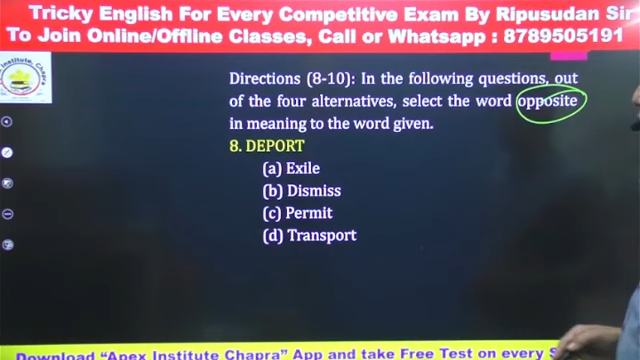 Tricky English For Every Competitive Exam By Ripusudan Sir
To Join Online/Offline Classes, Call or Whatsapp : 8789505191
Institute, Chapra
Directions (8-10): In the following questions, out
of the four alternatives, select the word opposite
in meaning to the word given.
8. DEPORT
(a) Exile
(b) Dismiss
(c) Permit
(d) Transport
Download "Apex Institute Chapra" App and take Free Test on every S